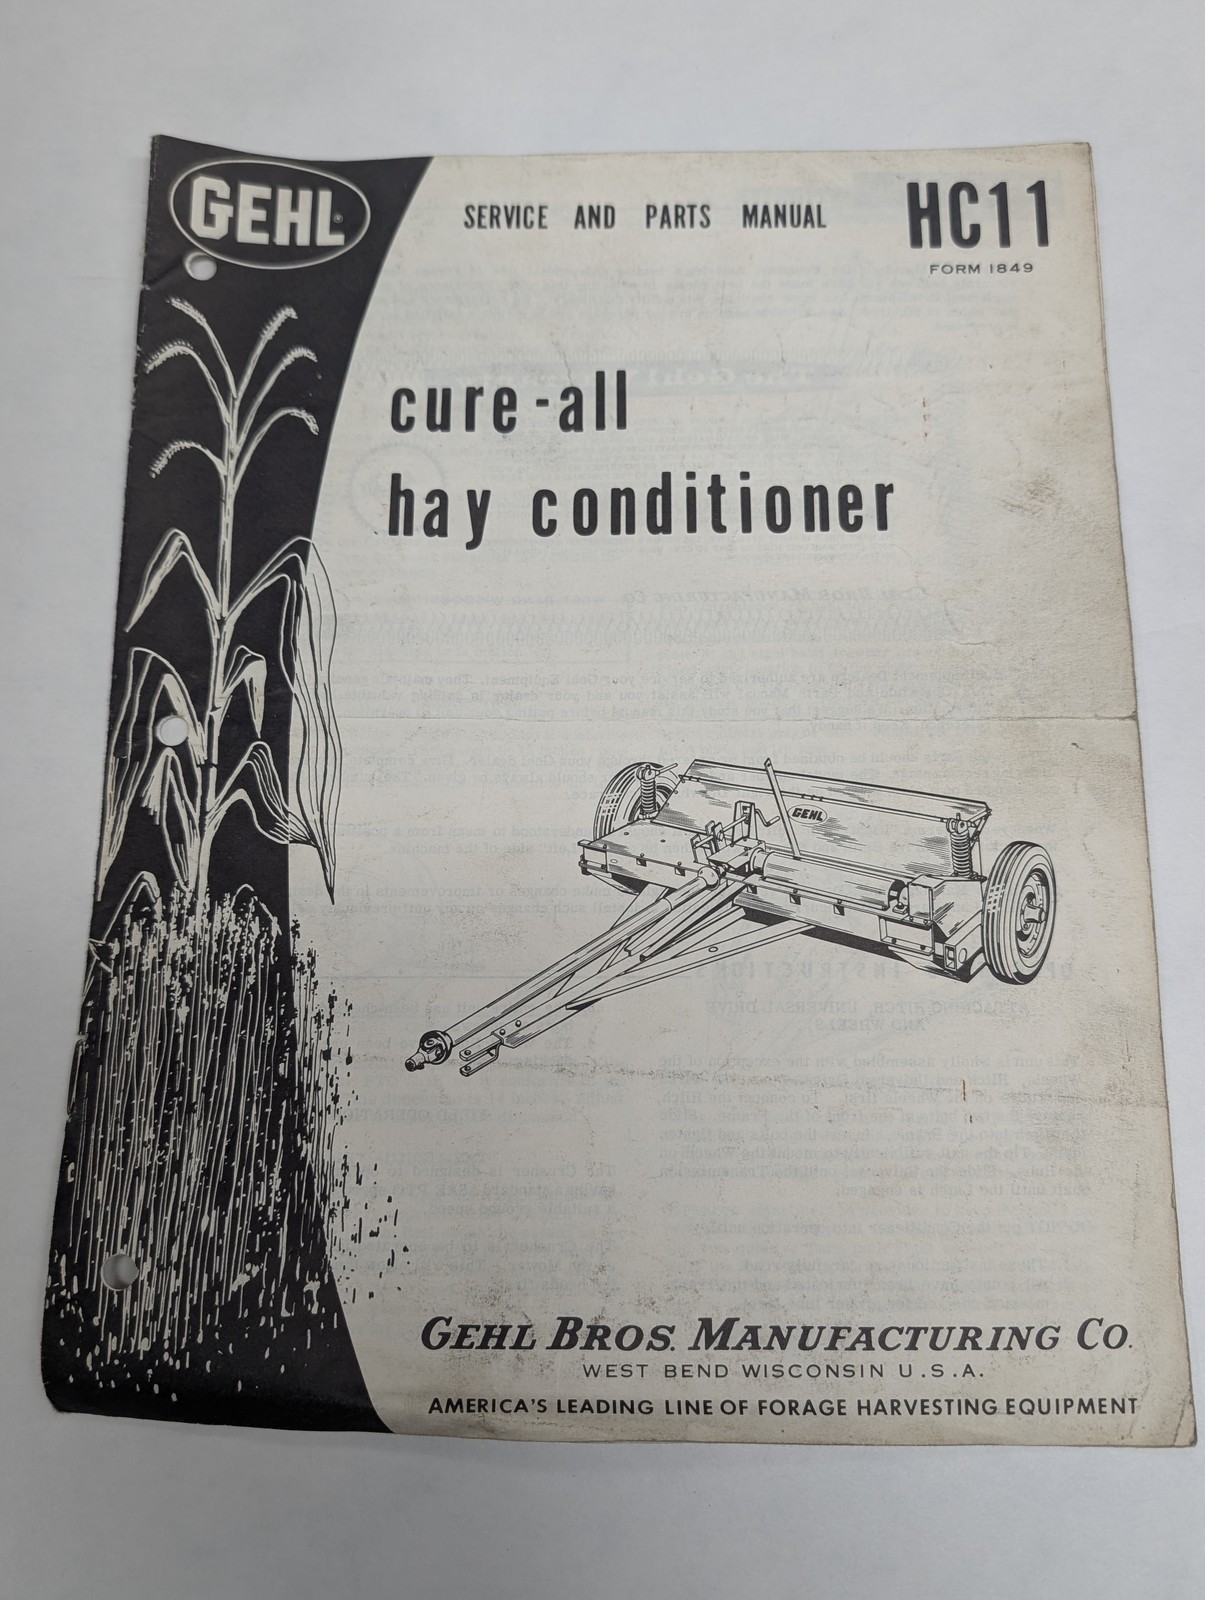 GEHL
SERVICE AND PARTS MANUAL
HC11
FORM 1849
cure-all
hay conditioner
GEHL
GEHL BROS. MANUFACTURING CO.
WEST BEND WISCONSIN U.S.A.
AMERICA'S LEADING LINE OF FORAGE HARVESTING EQUIPMENT